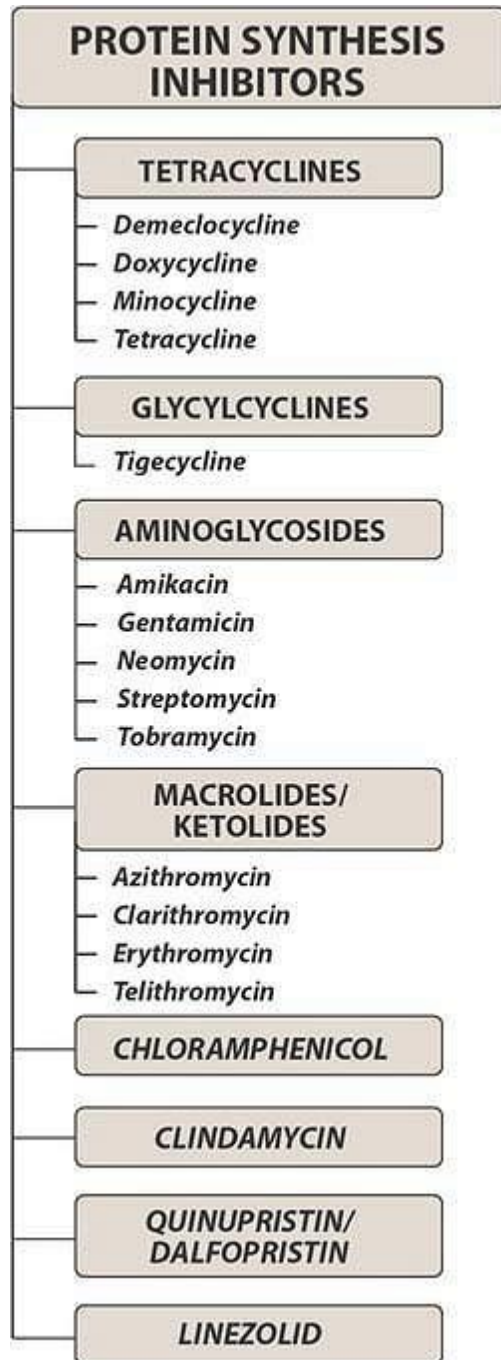 PROTEIN SYNTHESIS
INHIBITORS
TETRACYCLINES
Demeclocycline
Doxycycline
Minocycline
Tetracycline
GLYCYLCYCLINES
Tigecycline
AMINOGLYCOSIDES
Amikacin
Gentamicin
Neomycin
Streptomycin
Tobramycin
MACROLIDES/
KETOLIDES
Azithromycin
Clarithromycin
Erythromycin
Telithromycin
CHLORAMPHENICOL
CLINDAMYCIN
QUINUPRISTIN/
DALFOPRISTIN
LINEZOLID